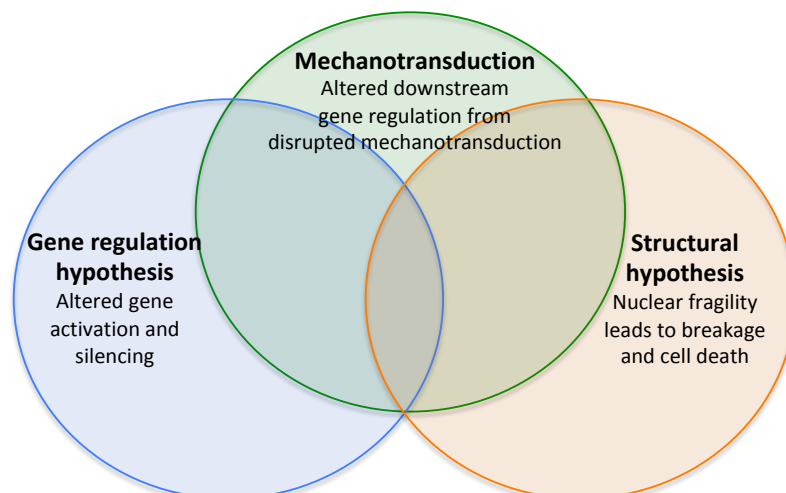 Mechanotransduction
Altered downstream
gene regulation from
disrupted mechanotransduction
Gene regulation
hypothesis
Altered gene
activation and
silencing
Structural
hypothesis
Nuclear fragility
leads to breakage
and cell death